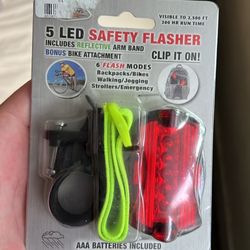 VISIBLE TO 2,500 FT
200 HR RUN TIME
5 LED SAFETY FLASHER
INCLUDES REFLECTIVE ARM BAND
BONUS BIKE ATTACHMENT
CLIP IT ON!
6 FLASH MODES
Backpacks/Bikes
Walking/Jogging
Strollers/Emergency
AAA BATTERIES INCLUDED